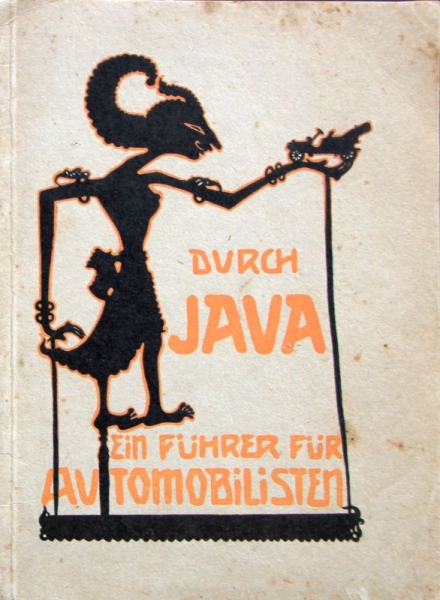 DURCH
JAVA
EIN FÜHRER FÜR
AUTOMOBILISTEN